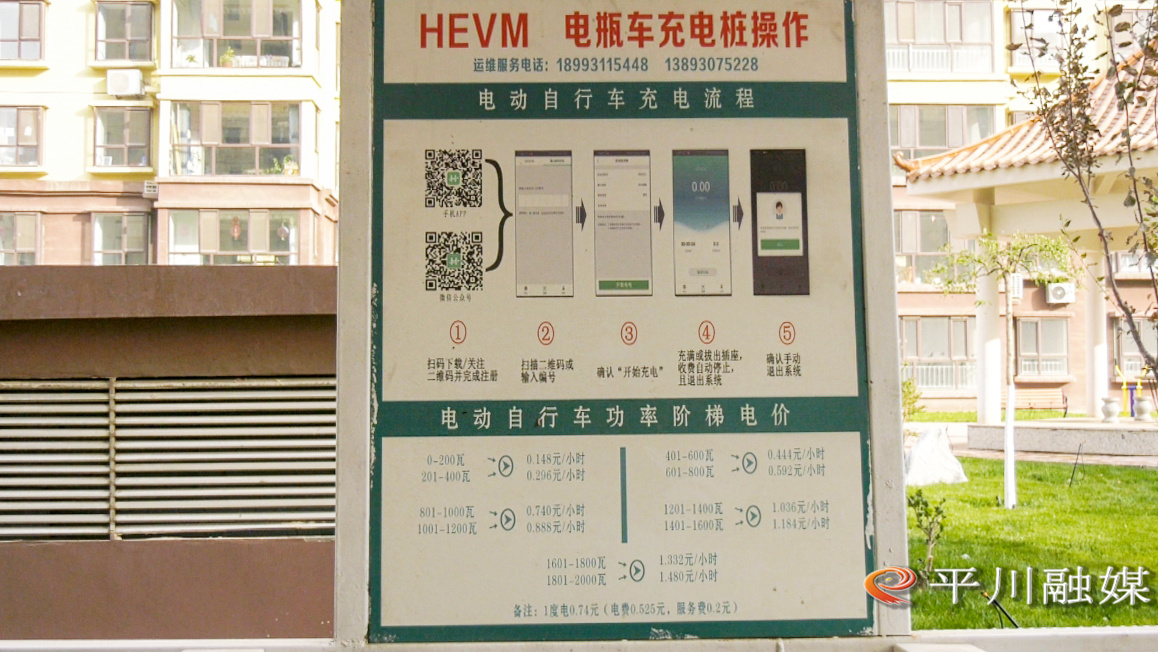 HEVM 电瓶车充电桩操作
运维服务电话：18993115448 13893075228
电动自行车充电流程
手机APP
微信公众号
0.00
① ② ③ ④ ⑤
扫码下载/关注
二维码并完成注册
扫描二维码或
输入编号
确认“开始充电”
充满或拔出插座，
收费自动停止，
且退出系统
确认手动
退出系统
电动自行车功率阶梯电价
0-200瓦 0.148元/小时
201-400瓦 0.296元/小时
401-600瓦 0.444元/小时
601-800瓦 0.592元/小时
801-1000瓦 0.740元/小时
1001-1200瓦 0.888元/小时
1201-1400瓦 1.036元/小时
1401-1600瓦 1.184元/小时
1601-1800瓦 1.332元/小时
1801-2000瓦 1.480元/小时
备注：1度电0.74元（电费0.525元，服务费0.2元）
平川融媒